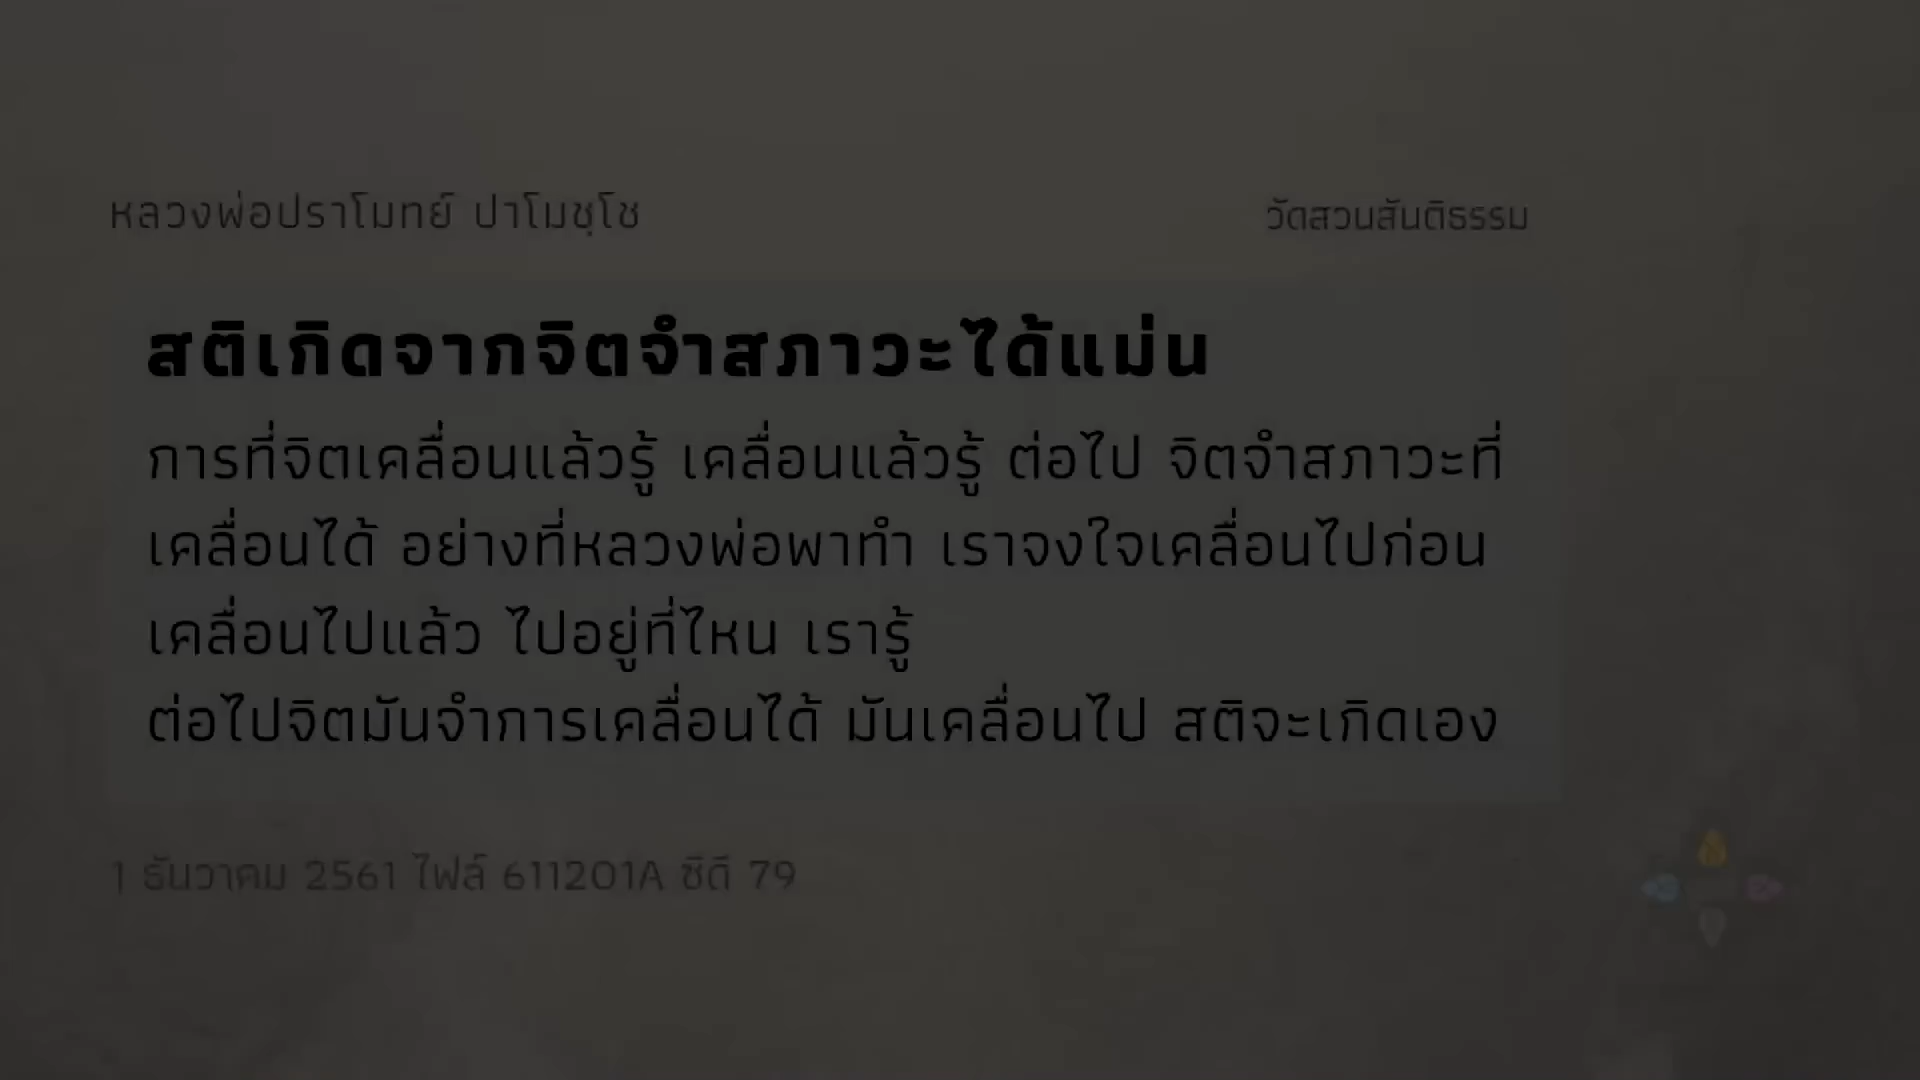 หลวงพ่อปราโมทย์ ปาโมชฺโช
วัดสวนสันติธรรม
สติเกิดจากจิตจำสภาวะได้แม่น
การที่จิตเคลื่อนแล้วรู้ เคลื่อนแล้วรู้ ต่อไป จิตจำสภาวะที่
เคลื่อนได้ อย่างที่หลวงพ่อพาทำ เราจงใจเคลื่อนไปก่อน
เคลื่อนไปแล้ว ไปอยู่ที่ไหน เรารู้
ต่อไปจิตมันจำการเคลื่อนได้ มันเคลื่อนไป สติจะเกิดเอง
1 ธันวาคม 2561 ไฟล์ 611201A ซีดี 79